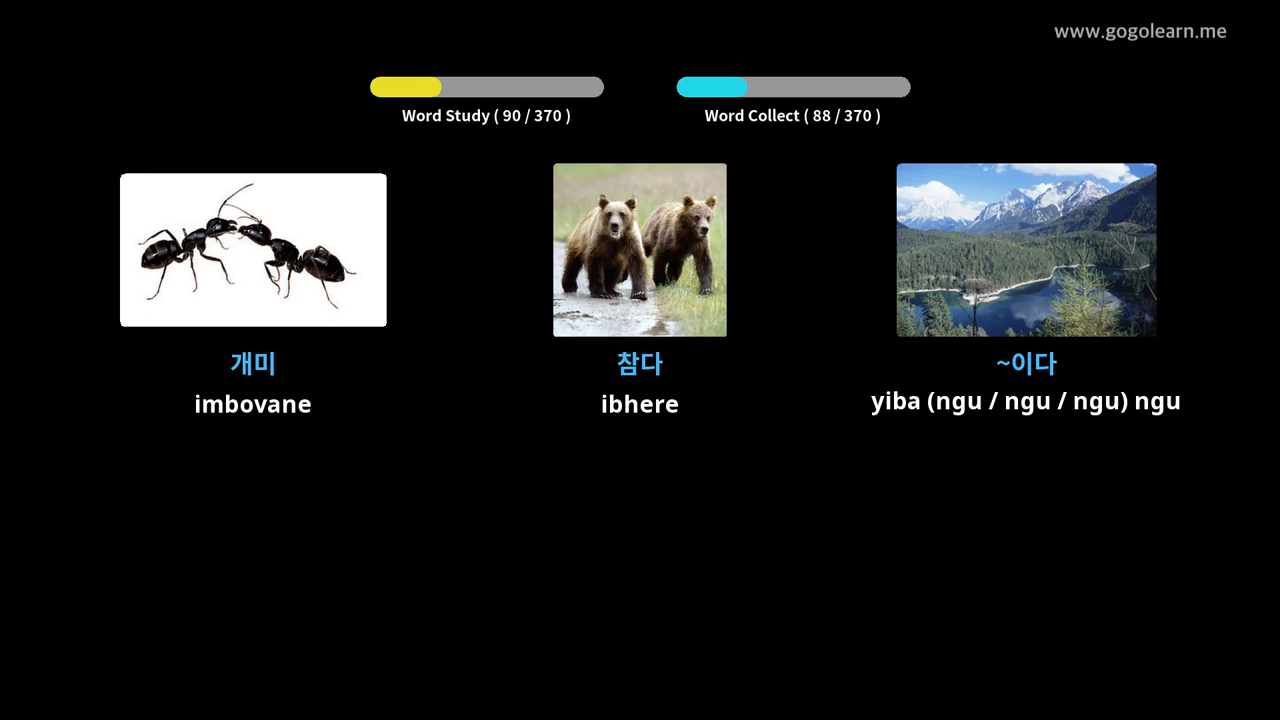 www.gogolearn.me
Word Study ( 90 / 370 )
Word Collect ( 88 / 370 )
개미
참다
~이다
imbovane
ibhere
yiba (ngu / ngu / ngu) ngu